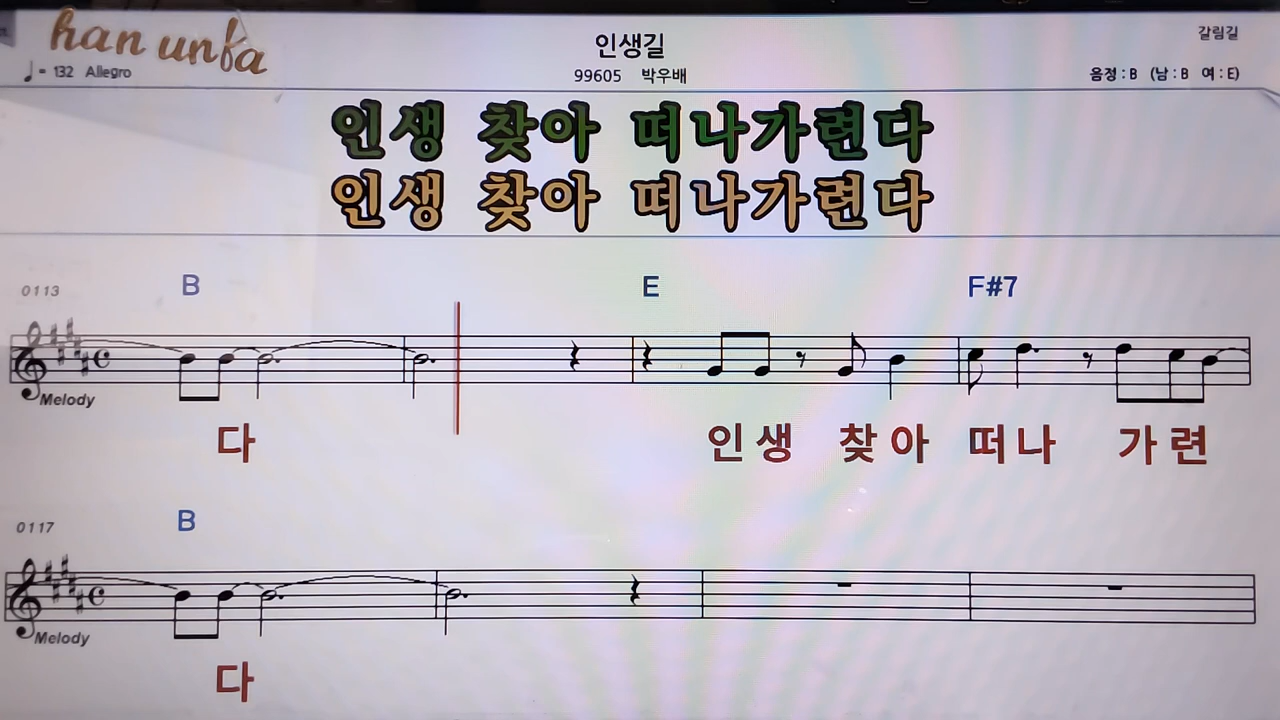 han unfa
인생길
갈림길
♩= 132 Allegro
99605 박우배
음정 : B (남 : B 여 : E)
인생 찾아 떠나가련다
인생 찾아 떠나가련다
0113
B E F#7
Melody
다 인생 찾아 떠나 가련
0117
B
Melody
다